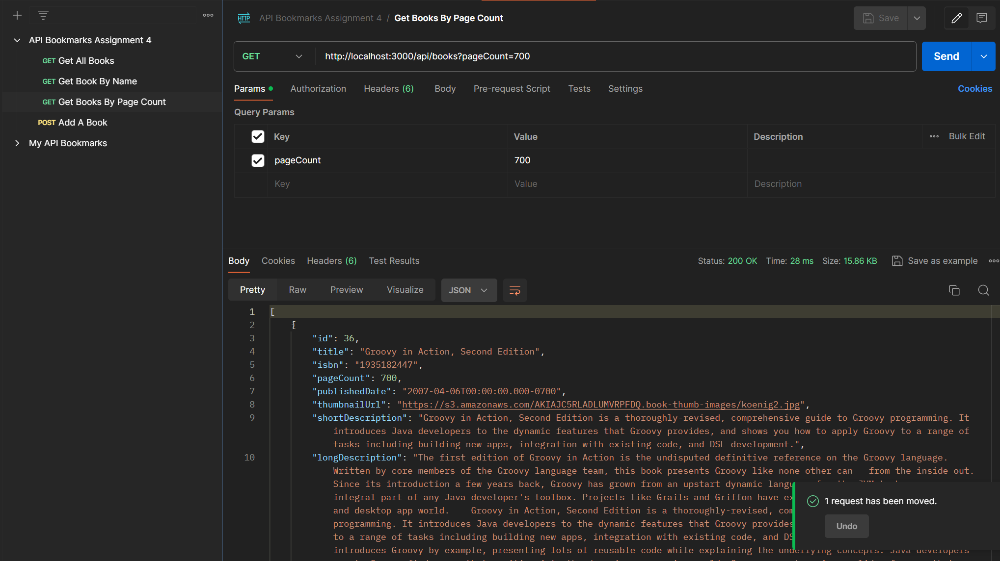 API Bookmarks Assignment 4
GET Get All Books
GET Get Book By Name
GET Get Books By Page Count
POST Add A Book
My API Bookmarks
HTTP API Bookmarks Assignment 4 / Get Books By Page Count
Save
GET http://localhost:3000/api/books?pageCount=700
Send
Params Authorization Headers (6) Body Pre-request Script Tests Settings Cookies
Query Params
Key Value Description Bulk Edit
pageCount 700
Key Value Description
Body Cookies Headers (6) Test Results Status: 200 OK Time: 28 ms Size: 15.86 KB Save as example
Pretty Raw Preview Visualize JSON
1 [
2 {
3 "id": 36,
4 "title": "Groovy in Action, Second Edition",
5 "isbn": "1935182447",
6 "pageCount": 700,
7 "publishedDate": "2007-04-06T00:00:00.000-0700",
8 "thumbnailUrl": "https://s3.amazonaws.com/AKIAJC5RLADLUMVRPFDQ.book-thumb-images/koenig2.jpg",
9 "shortDescription": "Groovy in Action, Second Edition is a thoroughly-revised, comprehensive guide to Groovy programming. It
introduces Java developers to the dynamic features that Groovy provides, and shows you how to apply Groovy to a range of
tasks including building new apps, integration with existing code, and DSL development.",
10 "longDescription": "The first edition of Groovy in Action is the undisputed definitive reference on the Groovy language.
Written by core members of the Groovy language team, this book presents Groovy like none other can from the inside out.
Since its introduction a few years back, Groovy has grown from an upstart dynamic
integral part of any Java developer's toolbox. Projects like Grails and Griffon have
and desktop app world. Groovy in Action, Second Edition is a thoroughly-revised,
programming. It introduces Java developers to the dynamic features that Groovy provides
to a range of tasks including building new apps, integration with existing code, and
introduces Groovy by example, presenting lots of reusable code while explaining the underlying concepts. Java developers
1 request has been moved.
Undo